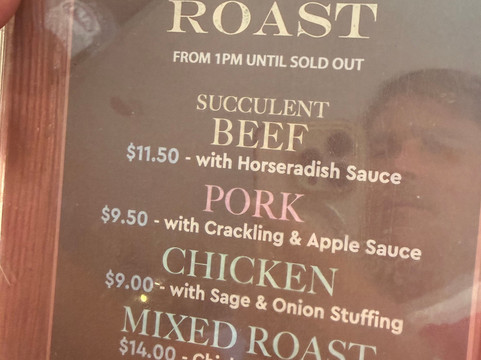 ROAST
FROM 1PM UNTIL SOLD OUT
SUCCULENT
BEEF
$11.50 - with Horseradish Sauce
PORK
$9.50 - with Crackling & Apple Sauce
CHICKEN
$9.00 - with Sage & Onion Stuffing
MIXED ROAST
$14.00 -